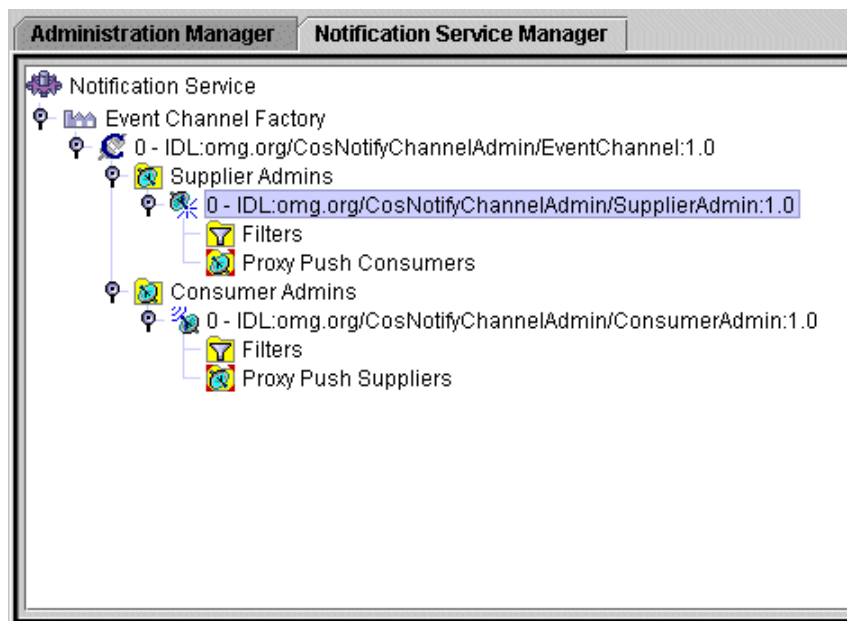 Administration Manager Notification Service Manager
Notification Service
Event Channel Factory
0 - IDL:omg.org/CosNotifyChannelAdmin/EventChannel:1.0
Supplier Admins
0 - IDL:omg.org/CosNotifyChannelAdmin/SupplierAdmin:1.0
Filters
Proxy Push Consumers
Consumer Admins
0 - IDL:omg.org/CosNotifyChannelAdmin/ConsumerAdmin:1.0
Filters
Proxy Push Suppliers